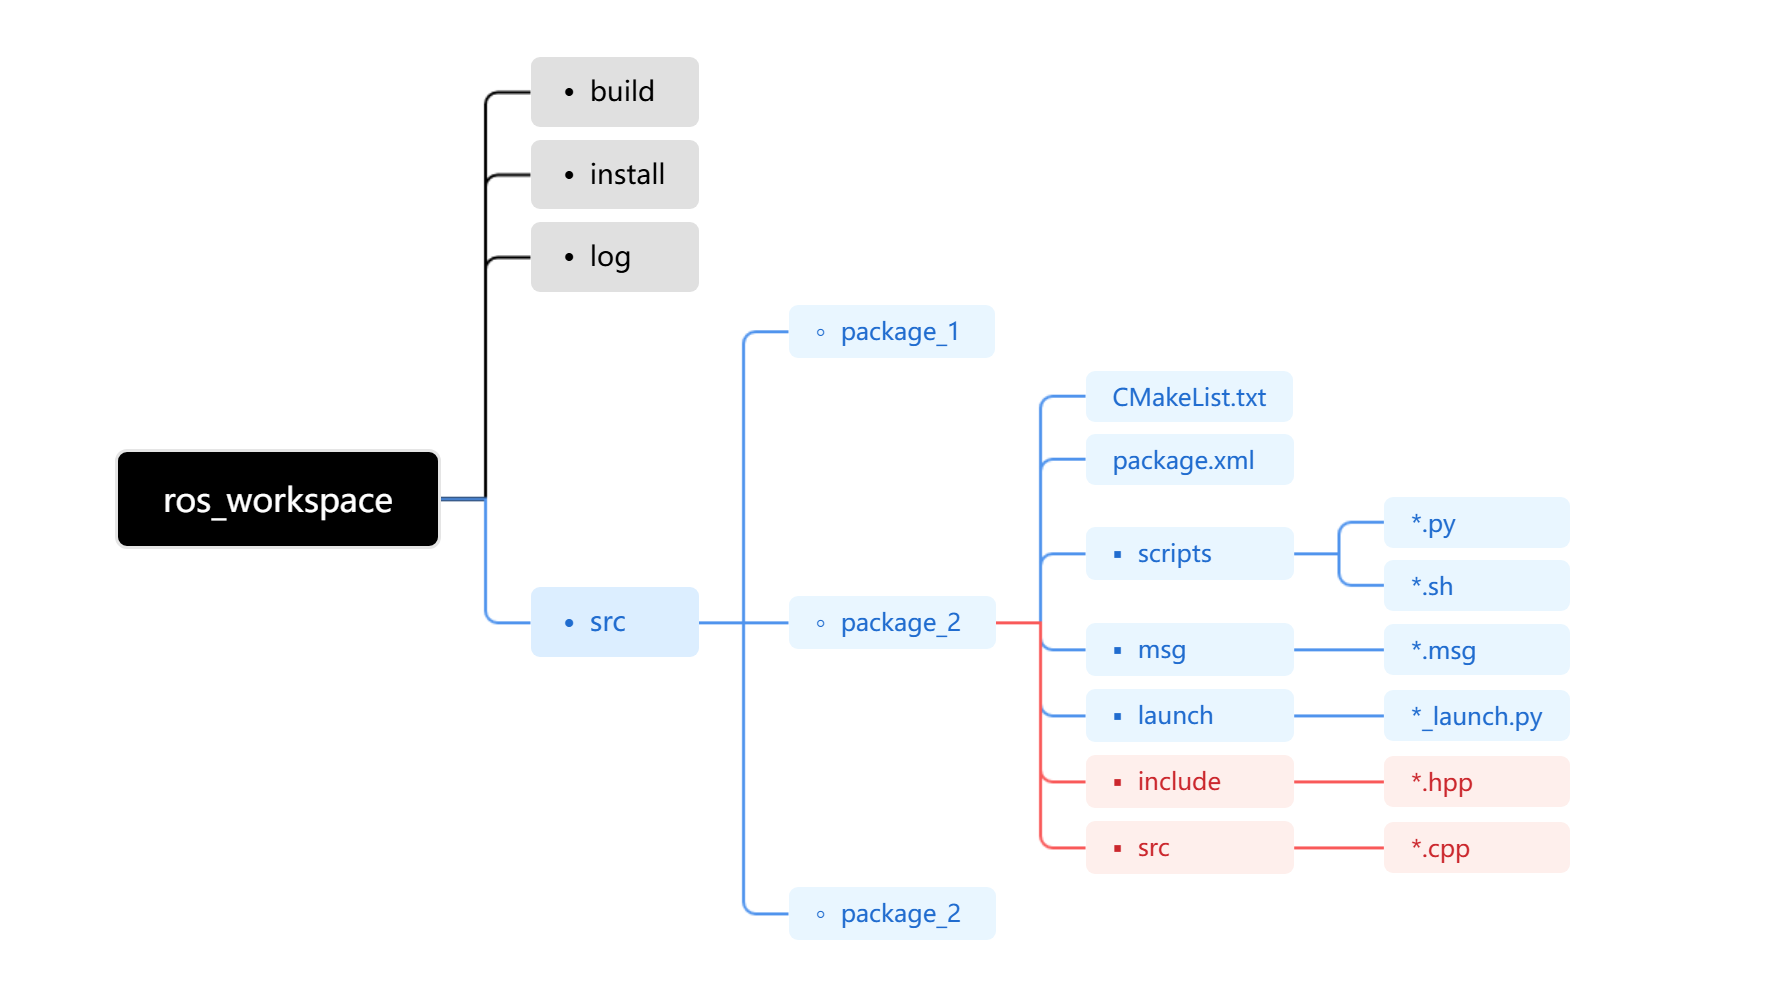 build
install
log
package_1
CMakeList.txt
package.xml
ros_workspace
*.py
scripts
*.sh
src
package_2
msg
*.msg
launch
*_launch.py
include
*.hpp
src
*.cpp
package_2